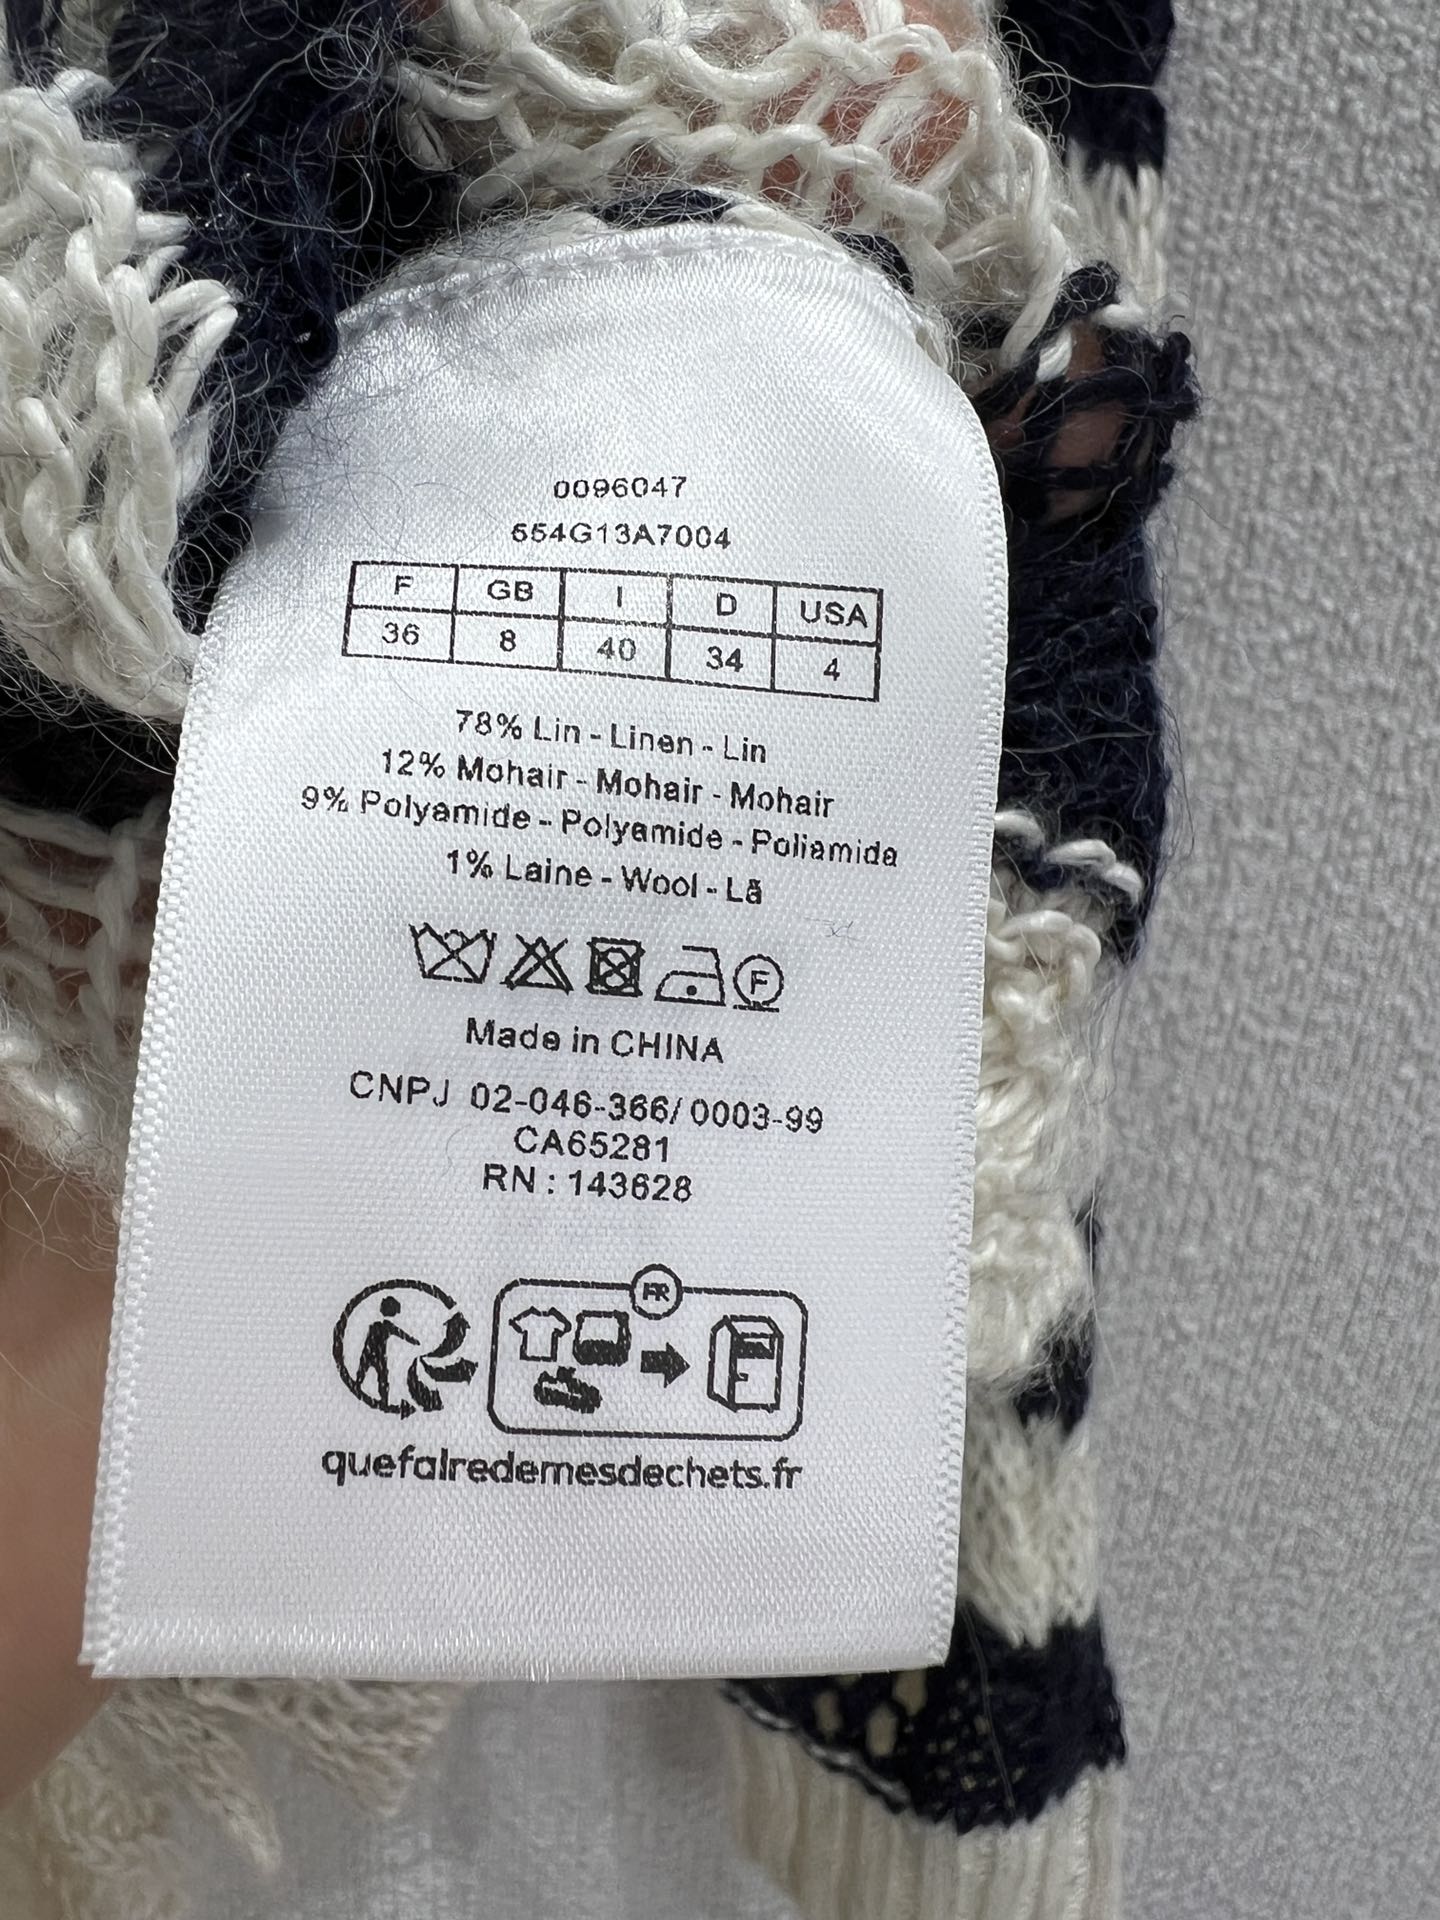 0096047
554G13A7004
F GB I D USA
36 8 40 34 4
78% Lin - Linen - Lin
12% Mohair - Mohair - Mohair
9% Polyamide - Polyamide - Poliamida
1% Laine - Wool - Lã
F
Made in CHINA
CNPJ 02-046-366/0003-99
CA65281
RN : 143628
FR
quefairedemesdechets.fr